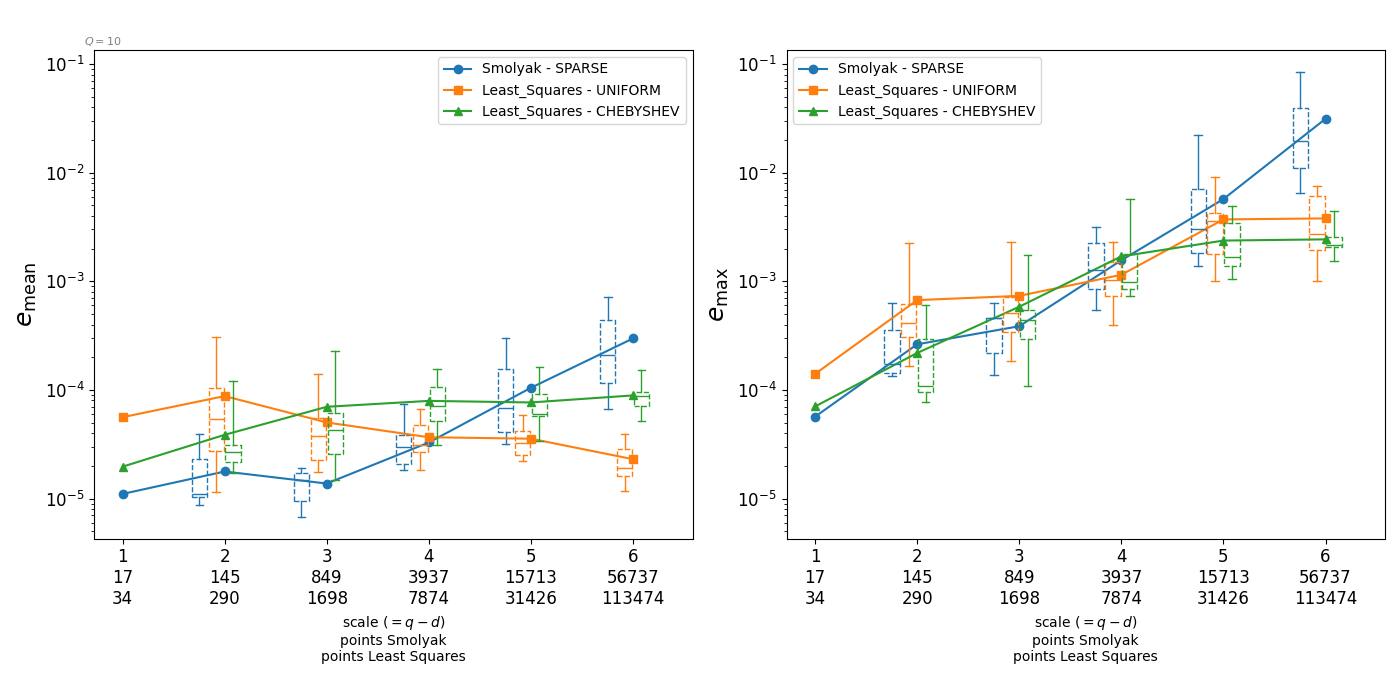 Q = 10
10⁻¹
10⁻²
10⁻³
10⁻⁴
10⁻⁵
e_mean
Smolyak - SPARSE
Least_Squares - UNIFORM
Least_Squares - CHEBYSHEV
1 2 3 4 5 6
17 145 849 3937 15713 56737
34 290 1698 7874 31426 113474
scale (= q − d)
points Smolyak
points Least Squares
10⁻¹
10⁻²
10⁻³
10⁻⁴
10⁻⁵
e_max
Smolyak - SPARSE
Least_Squares - UNIFORM
Least_Squares - CHEBYSHEV
1 2 3 4 5 6
17 145 849 3937 15713 56737
34 290 1698 7874 31426 113474
scale (= q − d)
points Smolyak
points Least Squares